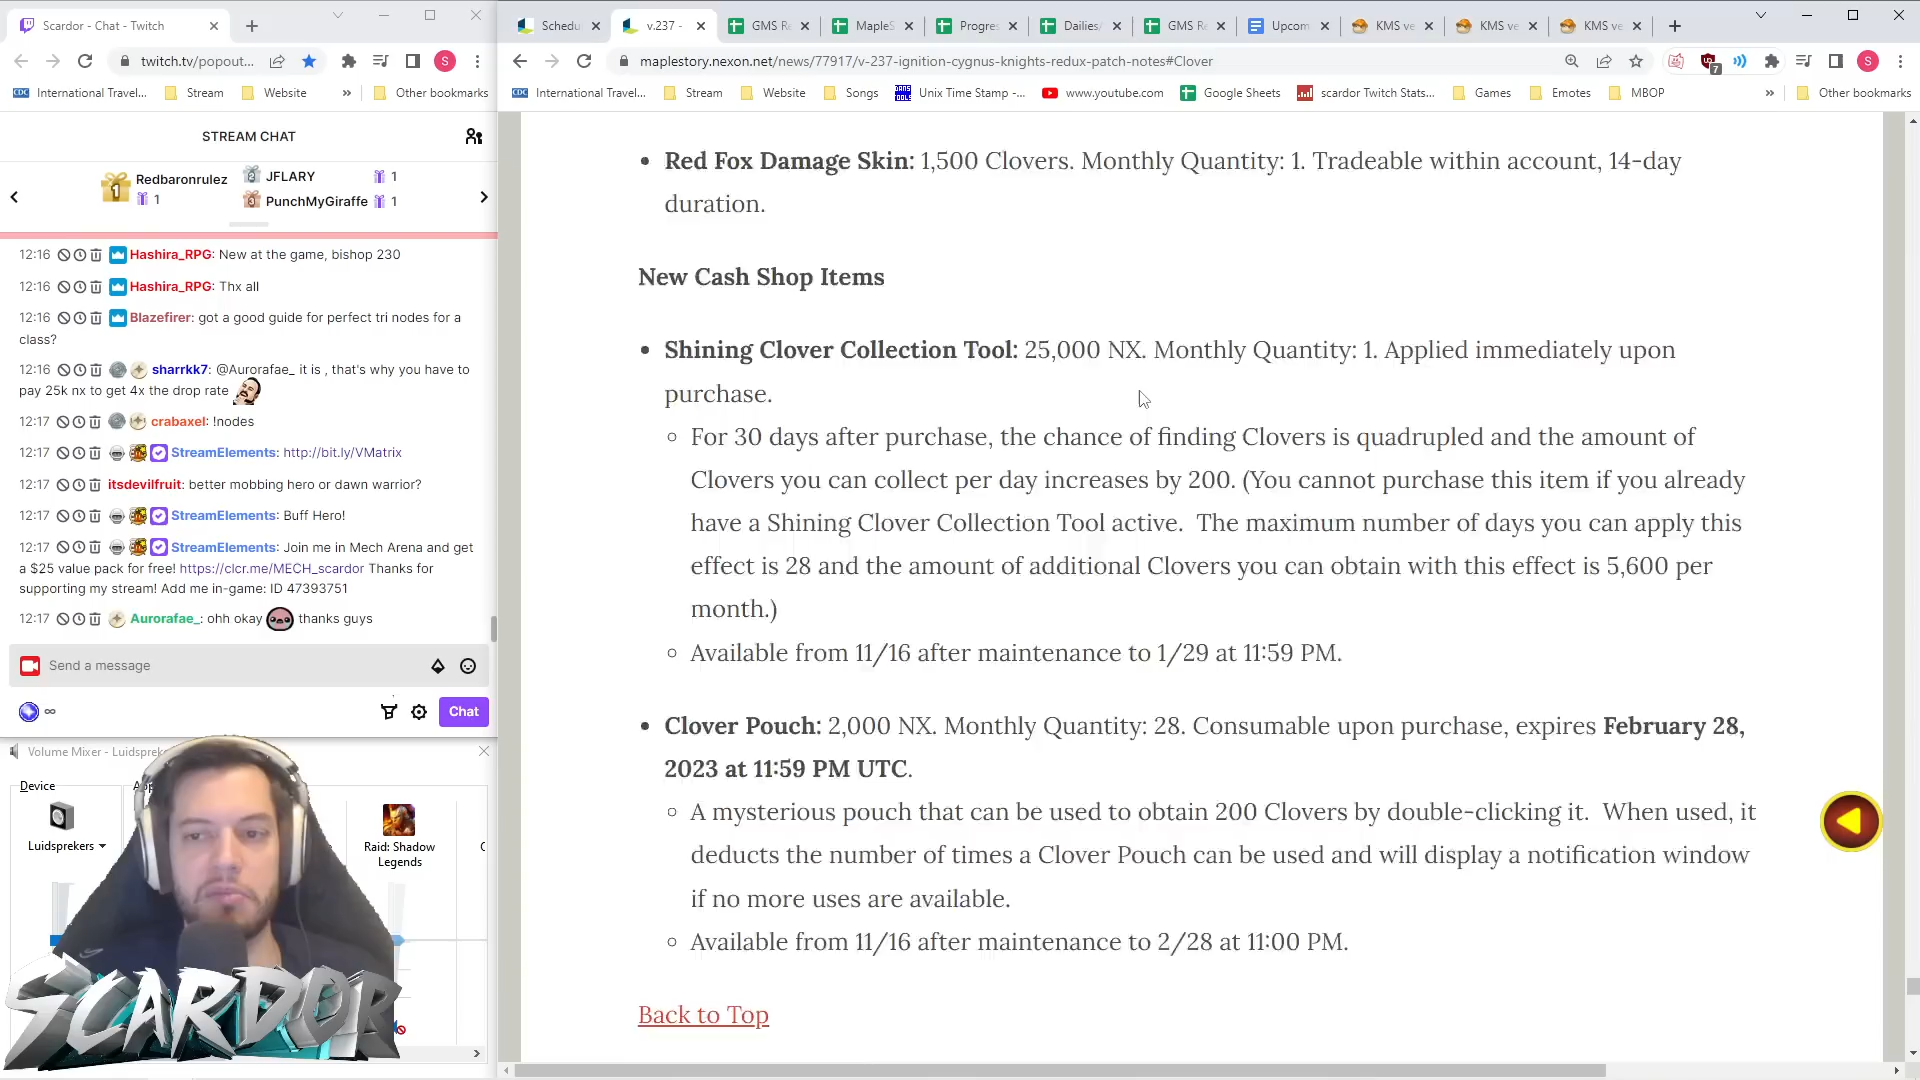 Scardor - Chat - Twitch
Schedu
v.237 -
GMS Re
MapleS
Progres
Dailies/
GMS Re
Upcom
KMS ve
KMS ve
KMS ve
twitch.tv/popout...
S
maplestory.nexon.net/news/77917/v-237-ignition-cygnus-knights-redux-patch-notes#Clover
7
S
CDC International Travel...
Stream
Website
»
Other bookmarks
CDC International Travel...
Stream
Website
Songs
Unix Time Stamp -...
www.youtube.com
Google Sheets
scardor Twitch Stats...
Games
Emotes
MBOP
»
Other bookmarks
STREAM CHAT
1
Redbaronrulez
1
2 JFLARY 1
3 PunchMyGiraffe 1
12:16 Hashira_RPG: New at the game, bishop 230
12:16 Hashira_RPG: Thx all
12:16 Blazefirer: got a good guide for perfect tri nodes for a
class?
12:16 sharrkk7: @Aurorafae_ it is , that's why you have to
pay 25k nx to get 4x the drop rate
12:17 crabaxel: !nodes
12:17 StreamElements: http://bit.ly/VMatrix
12:17 itsdevilfruit: better mobbing hero or dawn warrior?
12:17 StreamElements: Buff Hero!
12:17 StreamElements: Join me in Mech Arena and get
a $25 value pack for free! https://clcr.me/MECH_scardor Thanks for
supporting my stream! Add me in-game: ID 47393751
12:17 Aurorafae_: ohh okay thanks guys
Send a message
∞
Chat
Volume Mixer - Luidspreke
Device
Luidsprekers
Raid: Shadow
Legends
SCARDOR
Red Fox Damage Skin: 1,500 Clovers. Monthly Quantity: 1. Tradeable within account, 14-day
duration.
New Cash Shop Items
Shining Clover Collection Tool: 25,000 NX. Monthly Quantity: 1. Applied immediately upon
purchase.
For 30 days after purchase, the chance of finding Clovers is quadrupled and the amount of
Clovers you can collect per day increases by 200. (You cannot purchase this item if you already
have a Shining Clover Collection Tool active. The maximum number of days you can apply this
effect is 28 and the amount of additional Clovers you can obtain with this effect is 5,600 per
month.)
Available from 11/16 after maintenance to 1/29 at 11:59 PM.
Clover Pouch: 2,000 NX. Monthly Quantity: 28. Consumable upon purchase, expires February 28,
2023 at 11:59 PM UTC.
A mysterious pouch that can be used to obtain 200 Clovers by double-clicking it. When used, it
deducts the number of times a Clover Pouch can be used and will display a notification window
if no more uses are available.
Available from 11/16 after maintenance to 2/28 at 11:00 PM.
Back to Top